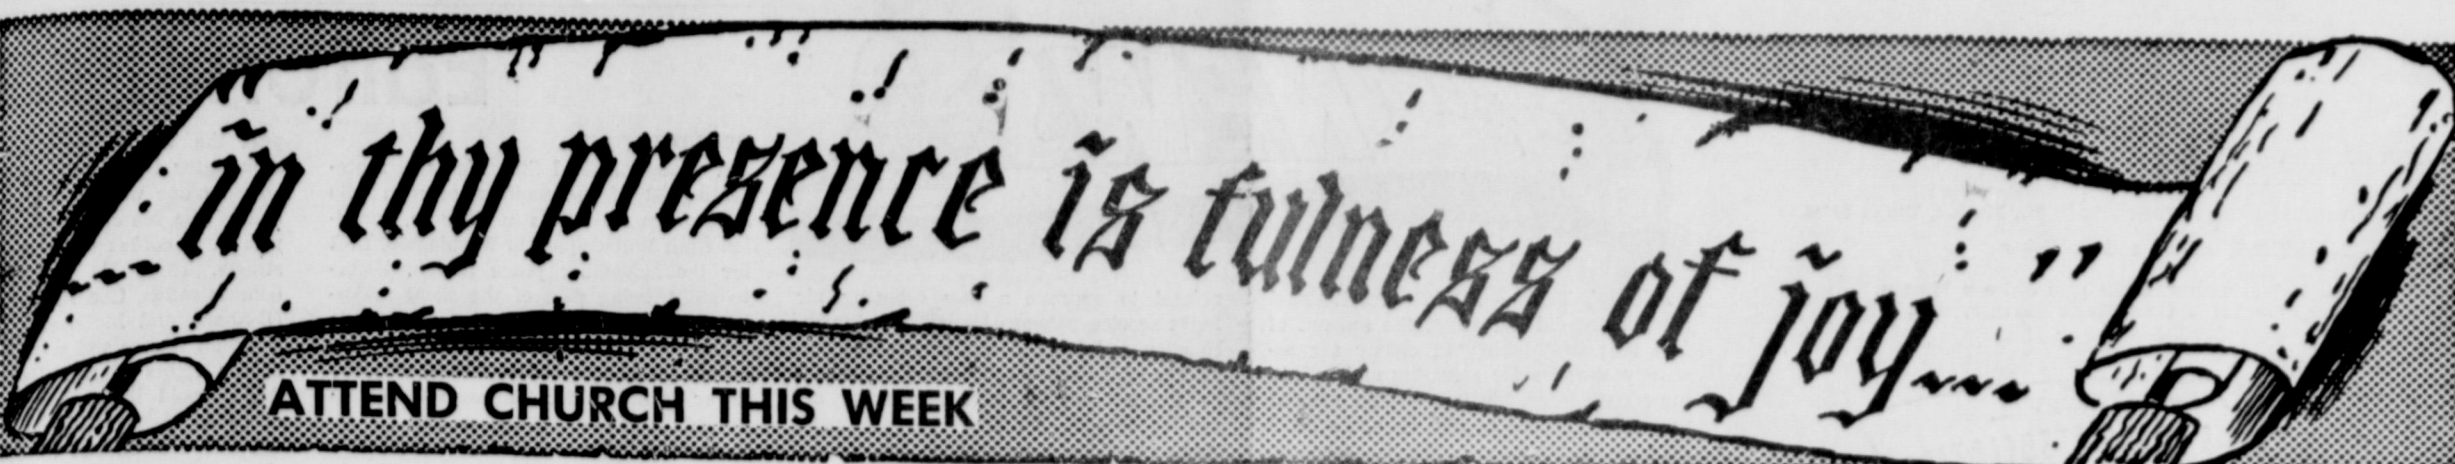 ... in thy presence is fulness of joy..."
ATTEND CHURCH THIS WEEK